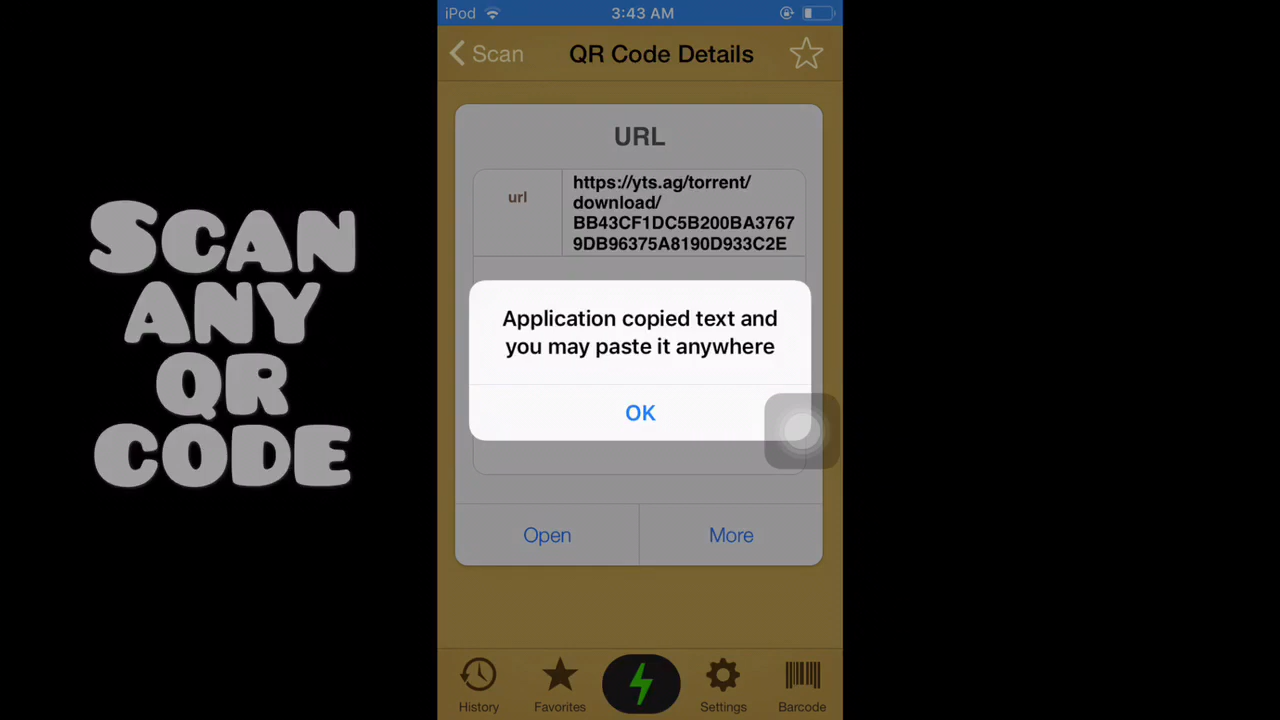 iPod 3:43 AM
Scan QR Code Details
SCAN
ANY
QR
CODE
URL
url
https://yts.ag/torrent/
download/
BB43CF1DC5B200BA3767
9DB96375A8190D933C2E
Application copied text and
you may paste it anywhere
OK
Open More
History Favorites Settings Barcode